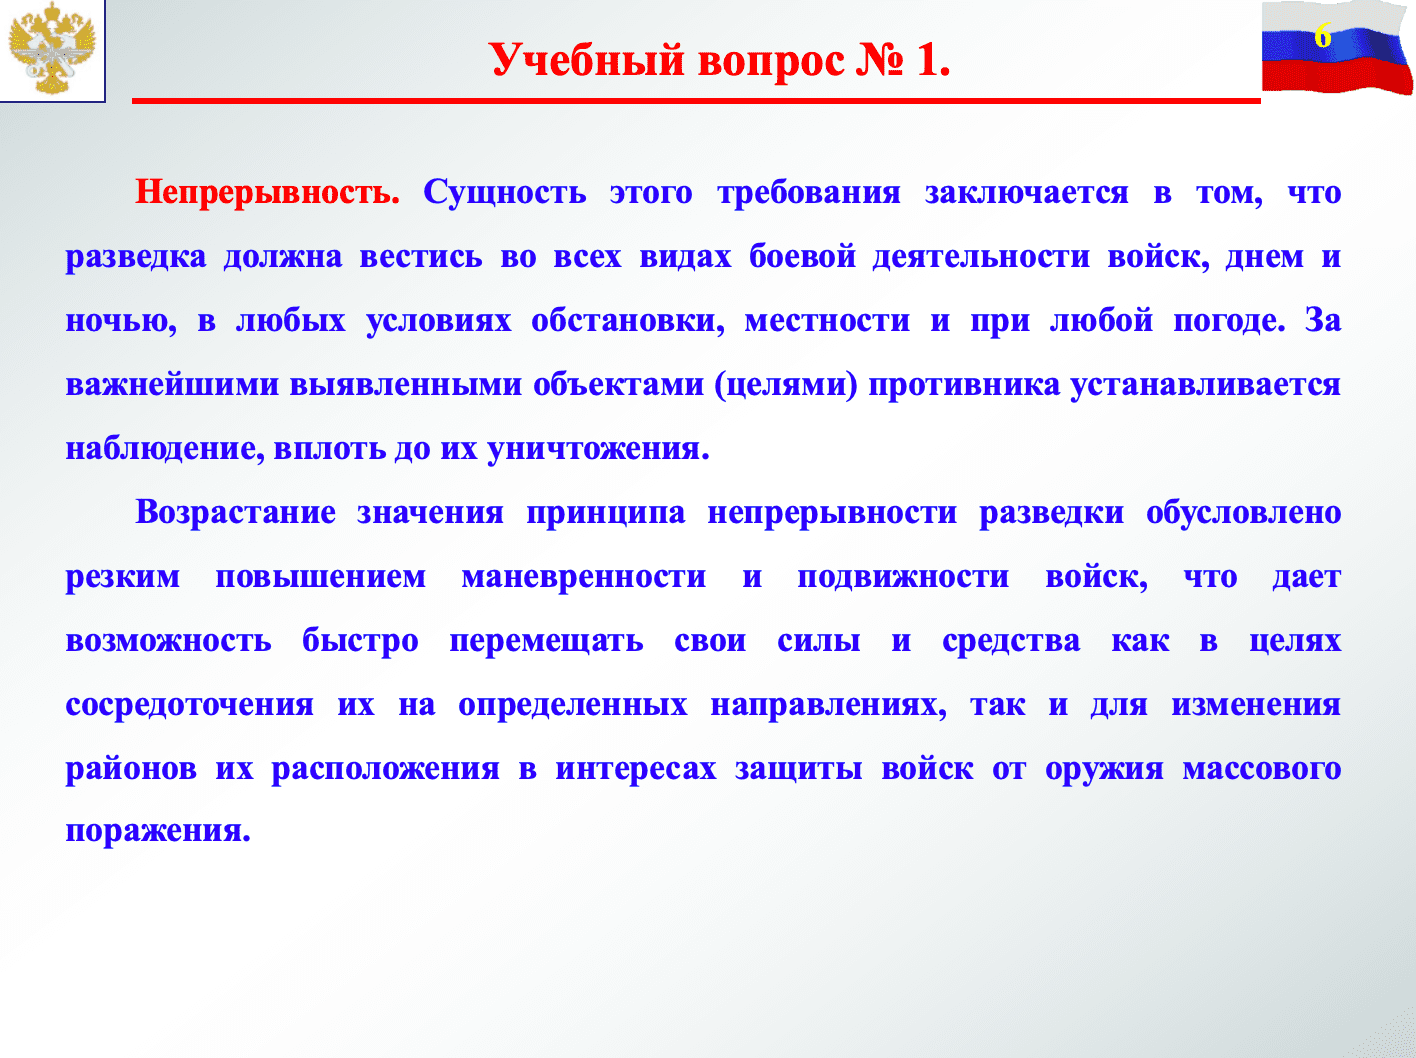 6
Учебный вопрос № 1.
Непрерывность. Сущность этого требования заключается в том, что
разведка должна вестись во всех видах боевой деятельности войск, днем и
ночью, в любых условиях обстановки, местности и при любой погоде. За
важнейшими выявленными объектами (целями) противника устанавливается
наблюдение, вплоть до их уничтожения.
Возрастание значения принципа непрерывности разведки обусловлено
резким повышением маневренности и подвижности войск, что дает
возможность быстро перемещать свои силы и средства как в целях
сосредоточения их на определенных направлениях, так и для изменения
районов их расположения в интересах защиты войск от оружия массового
поражения.